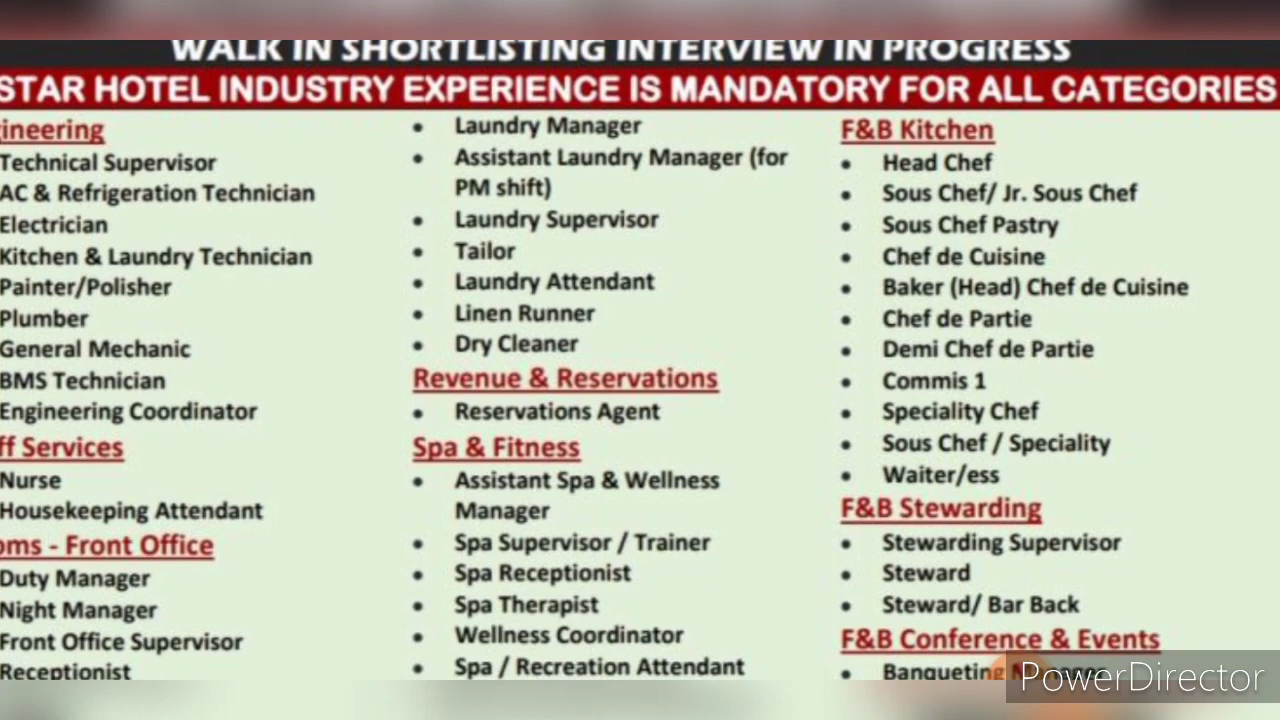 WALK IN SHORTLISTING INTERVIEW IN PROGRESS
STAR HOTEL INDUSTRY EXPERIENCE IS MANDATORY FOR ALL CATEGORIES
gineering
Technical Supervisor
AC & Refrigeration Technician
Electrician
Kitchen & Laundry Technician
Painter/Polisher
Plumber
General Mechanic
BMS Technician
Engineering Coordinator
ff Services
Nurse
Housekeeping Attendant
oms - Front Office
Duty Manager
Night Manager
Front Office Supervisor
Receptionist
• Laundry Manager
• Assistant Laundry Manager (for
PM shift)
• Laundry Supervisor
• Tailor
• Laundry Attendant
• Linen Runner
• Dry Cleaner
Revenue & Reservations
• Reservations Agent
Spa & Fitness
• Assistant Spa & Wellness
Manager
• Spa Supervisor / Trainer
• Spa Receptionist
• Spa Therapist
• Wellness Coordinator
• Spa / Recreation Attendant
F&B Kitchen
• Head Chef
• Sous Chef/ Jr. Sous Chef
• Sous Chef Pastry
• Chef de Cuisine
• Baker (Head) Chef de Cuisine
• Chef de Partie
• Demi Chef de Partie
• Commis 1
• Speciality Chef
• Sous Chef / Speciality
• Waiter/ess
F&B Stewarding
• Stewarding Supervisor
• Steward
• Steward/ Bar Back
F&B Conference & Events
• Banqueting
PowerDirector